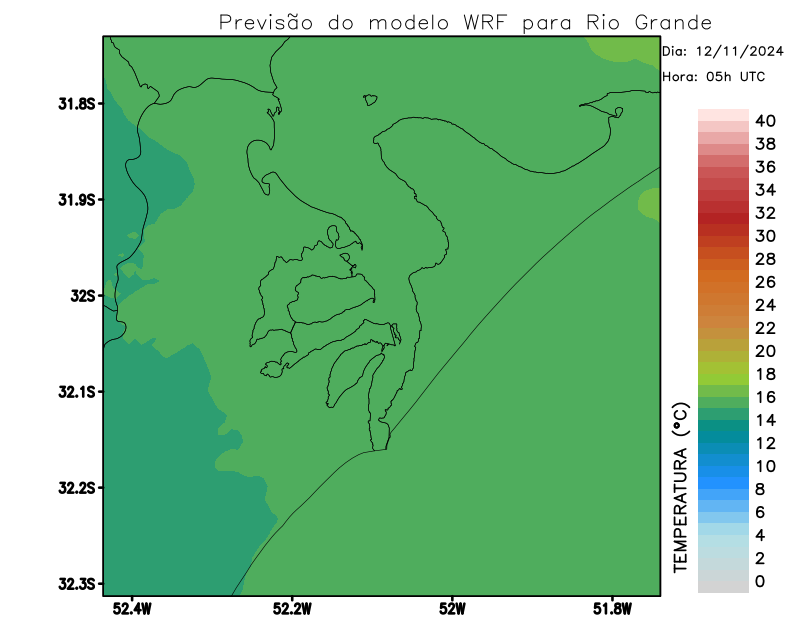 Previsão do modelo WRF para Rio Grande
Dia: 12/11/2024
Hora: 05h UTC
31.8S
31.9S
32S
32.1S
32.2S
32.3S
52.4W
52.2W
52W
51.8W
TEMPERATURA (°C)
40
38
36
34
32
30
28
26
24
22
20
18
16
14
12
10
8
6
4
2
0